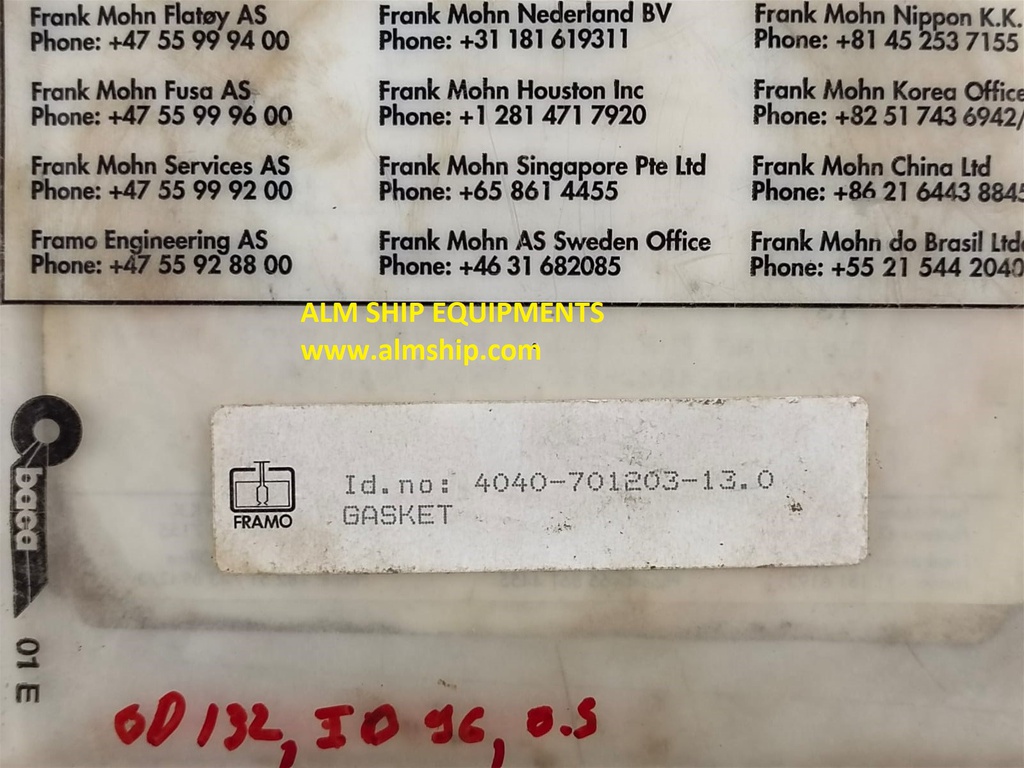 Frank Mohn Flatøy AS
Phone: +47 55 99 94 00
Frank Mohn Fusa AS
Phone: +47 55 99 96 00
Frank Mohn Services AS
Phone: +47 55 99 92 00
Framo Engineering AS
Phone: +47 55 92 88 00
Frank Mohn Nederland BV
Phone: +31 181 619311
Frank Mohn Houston Inc
Phone: +1 281 471 7920
Frank Mohn Singapore Pte Ltd
Phone: +65 861 4455
Frank Mohn AS Sweden Office
Phone: +46 31 682085
Frank Mohn Nippon K.K.
Phone: +81 45 253 7155
Frank Mohn Korea Office
Phone: +82 51 743 6942/
Frank Mohn China Ltd
Phone: +86 21 6443 8845
Frank Mohn do Brasil Ltda
Phone: +55 21 544 2040
ALM SHIP EQUIPMENTS
www.almship.com
baca
01 E
FRAMO
Id.no: 4040-701203-13.0
GASKET
OD 132, ID 96, 0.5